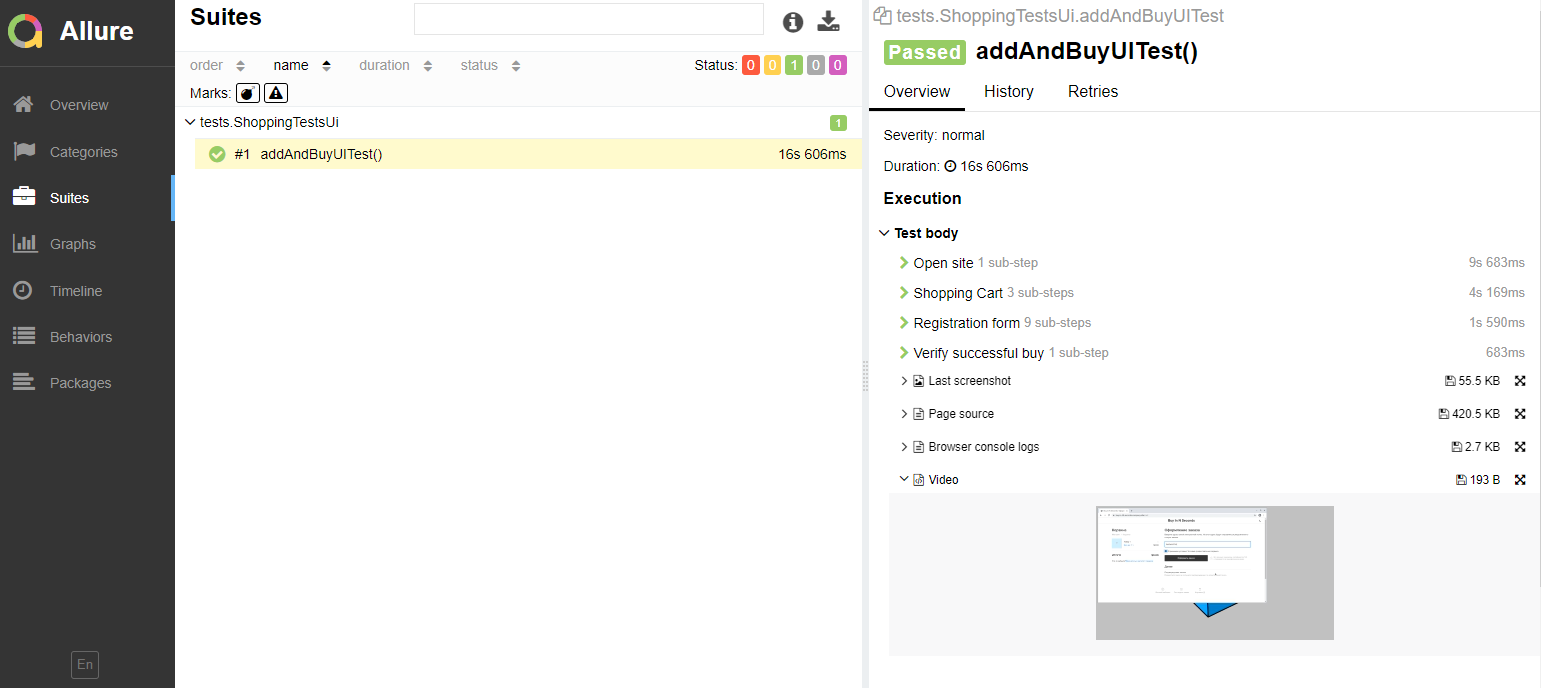 Allure
Overview
Categories
Suites
Graphs
Timeline
Behaviors
Packages
En
Suites
order name duration status Status: 0 0 1 0 0
Marks:
tests.ShoppingTestsUi 1
#1 addAndBuyUITest() 16s 606ms
tests.ShoppingTestsUi.addAndBuyUITest
Passed addAndBuyUITest()
Overview History Retries
Severity: normal
Duration: 16s 606ms
Execution
Test body
Open site 1 sub-step 9s 683ms
Shopping Cart 3 sub-steps 4s 169ms
Registration form 9 sub-steps 1s 590ms
Verify successful buy 1 sub-step 683ms
Last screenshot 55.5 KB
Page source 420.5 KB
Browser console logs 2.7 KB
Video 193 B